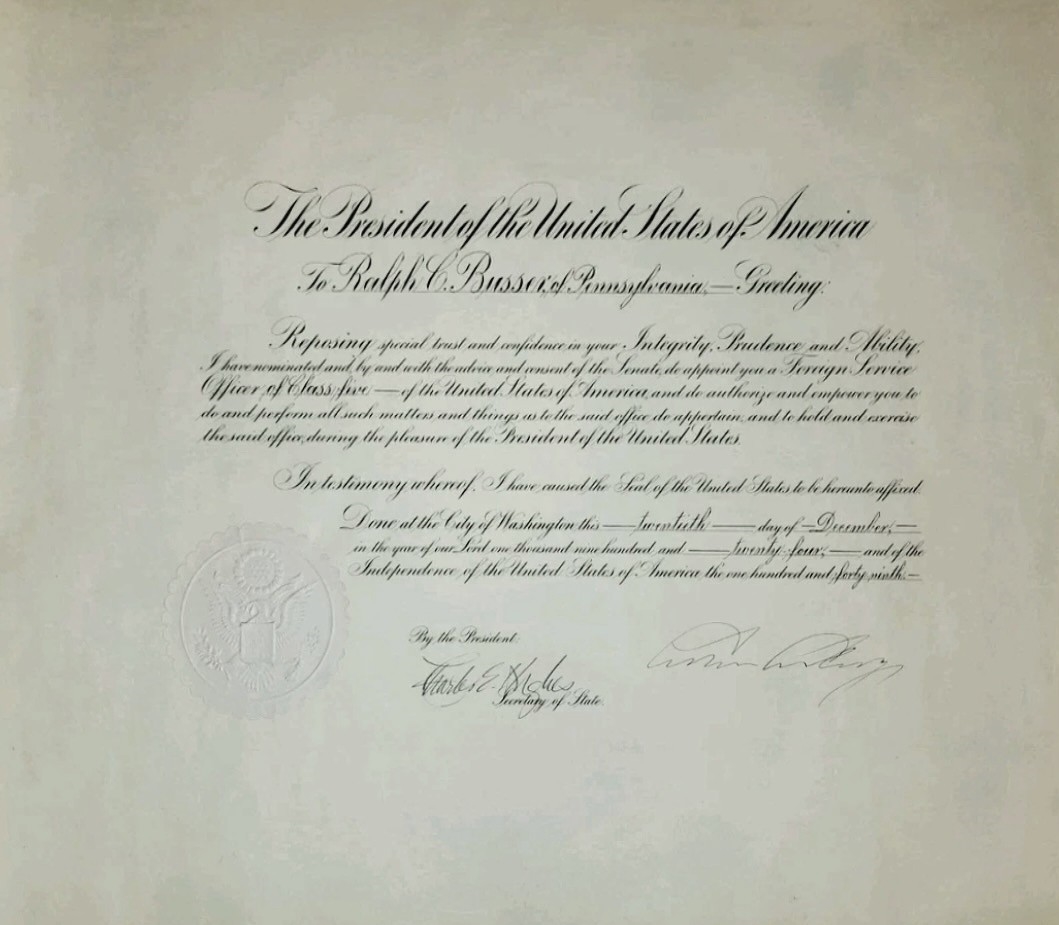 The President of the United States of America
To Ralph C. Busser, of Pennsylvania, — Greeting:
Reposing special trust and confidence in your Integrity, Prudence and Ability,
I have nominated and, by and with the advice and consent of the Senate, do appoint you a Foreign Service
Officer of Class five — of the United States of America, and do authorize and empower you to
do and perform all such matters and things as to the said office do appertain, and to hold and exercise
the said office, during the pleasure of the President of the United States.
In testimony whereof, I have caused the Seal of the United States to be hereunto affixed.
Done at the City of Washington this — twentieth — day of — December, —
in the year of our Lord one thousand nine hundred and — twenty-four, — and of the
Independence of the United States of America the one hundred and forty-ninth. —
By the President:
Charles E. Hughes
Secretary of State.